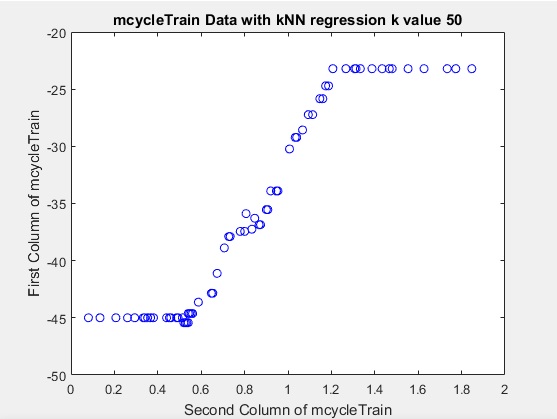 mcycleTrain Data with kNN regression k value 50
-20
-25
-30
-35
-40
-45
-50
First Column of mcycleTrain
0 0.2 0.4 0.6 0.8 1 1.2 1.4 1.6 1.8 2
Second Column of mcycleTrain